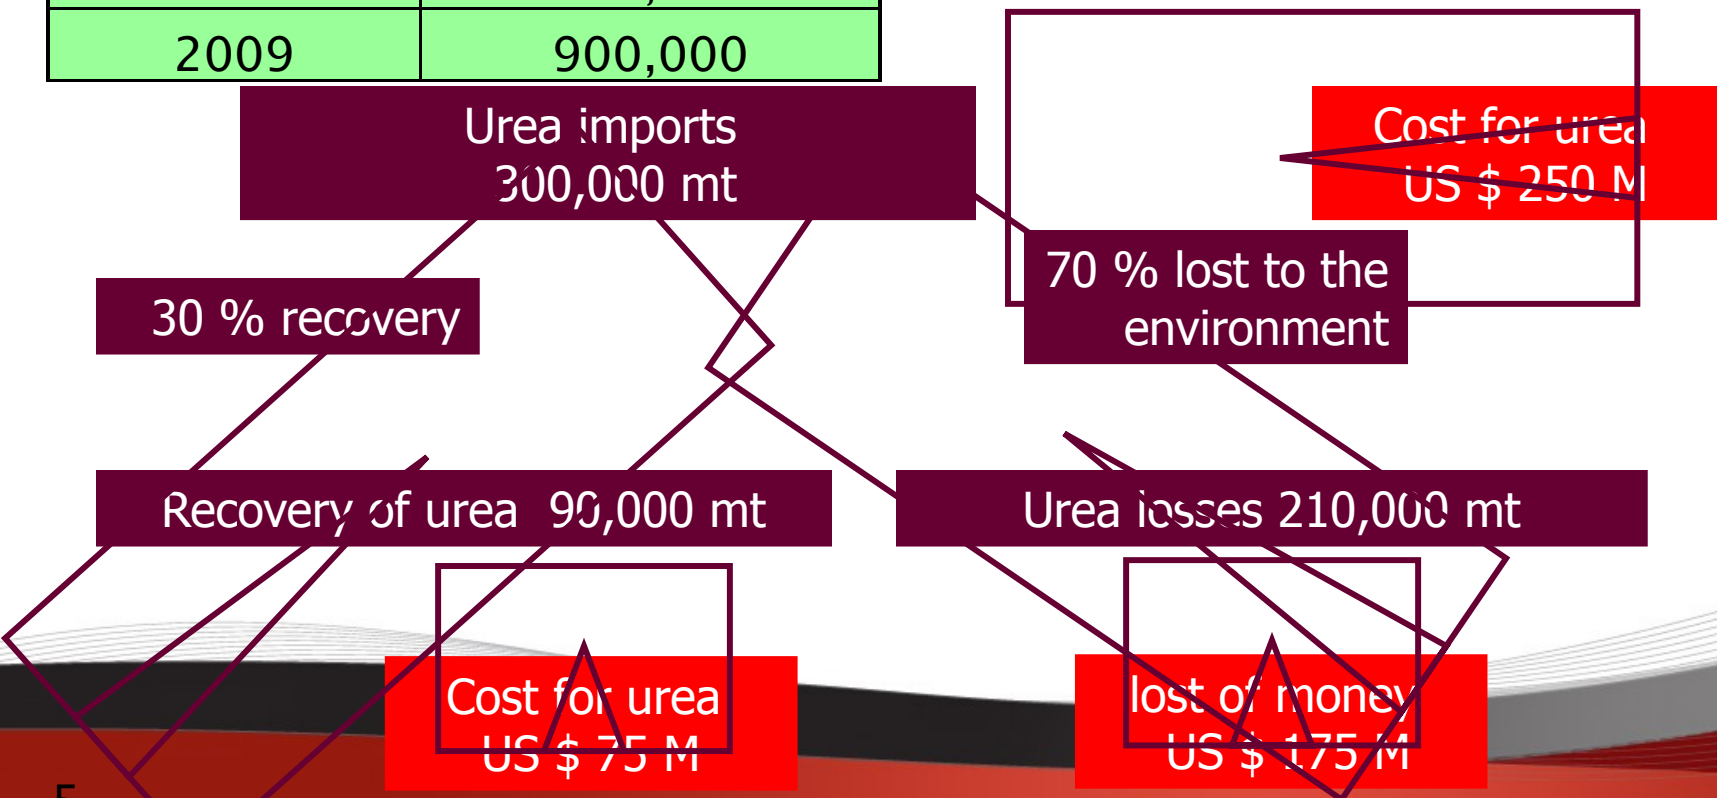 2009 900,000
Urea imports
300,000 mt
Cost for urea
US $ 250 M
30 % recovery
70 % lost to the
environment
Recovery of urea 90,000 mt
Urea losses 210,000 mt
Cost for urea
US $ 75 M
lost of money
US $ 175 M